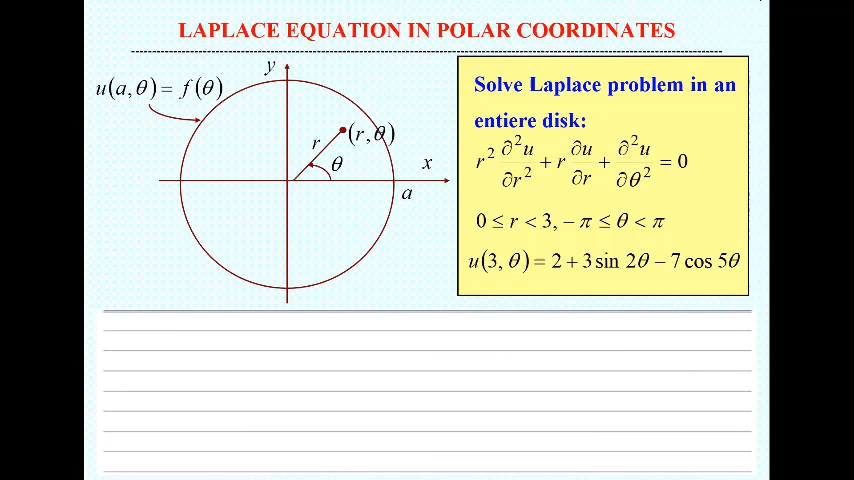 LAPLACE EQUATION IN POLAR COORDINATES
u(a,θ) = f(θ)
y
(r,θ)
r
θ
x
a
Solve Laplace problem in an
entiere disk:
r² ∂²u/∂r² + r ∂u/∂r + ∂²u/∂θ² = 0
0 ≤ r < 3, − π ≤ θ < π
u(3, θ) = 2 + 3 sin 2θ − 7 cos 5θ